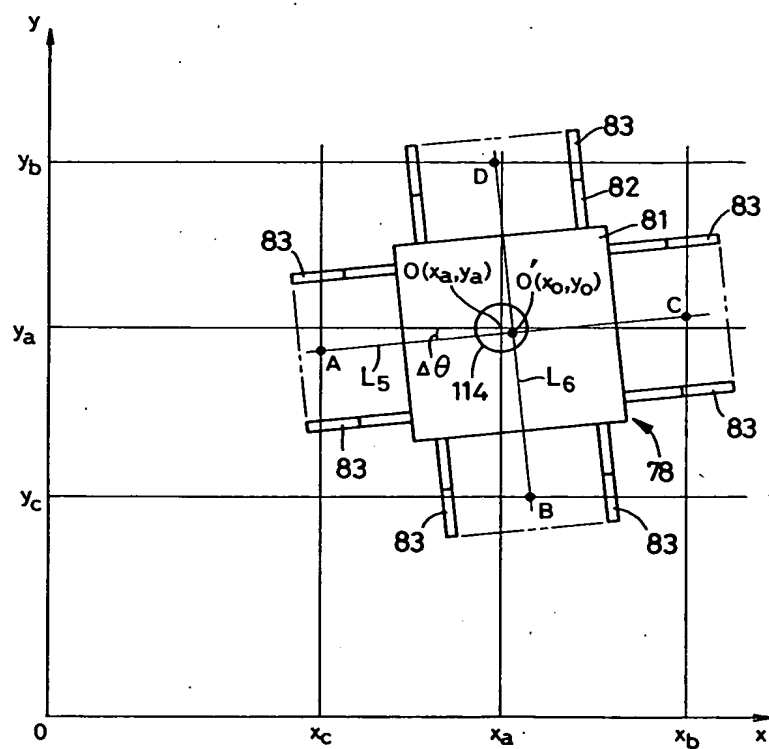 y
y_b
83
82
D
81
83
83
O(x_a,y_a)
O'(x_o,y_o)
C
y_a
A
Δθ
L_5
114
L_6
83
83
78
y_c
B
83
83
0
x_c
x_a
x_b
x